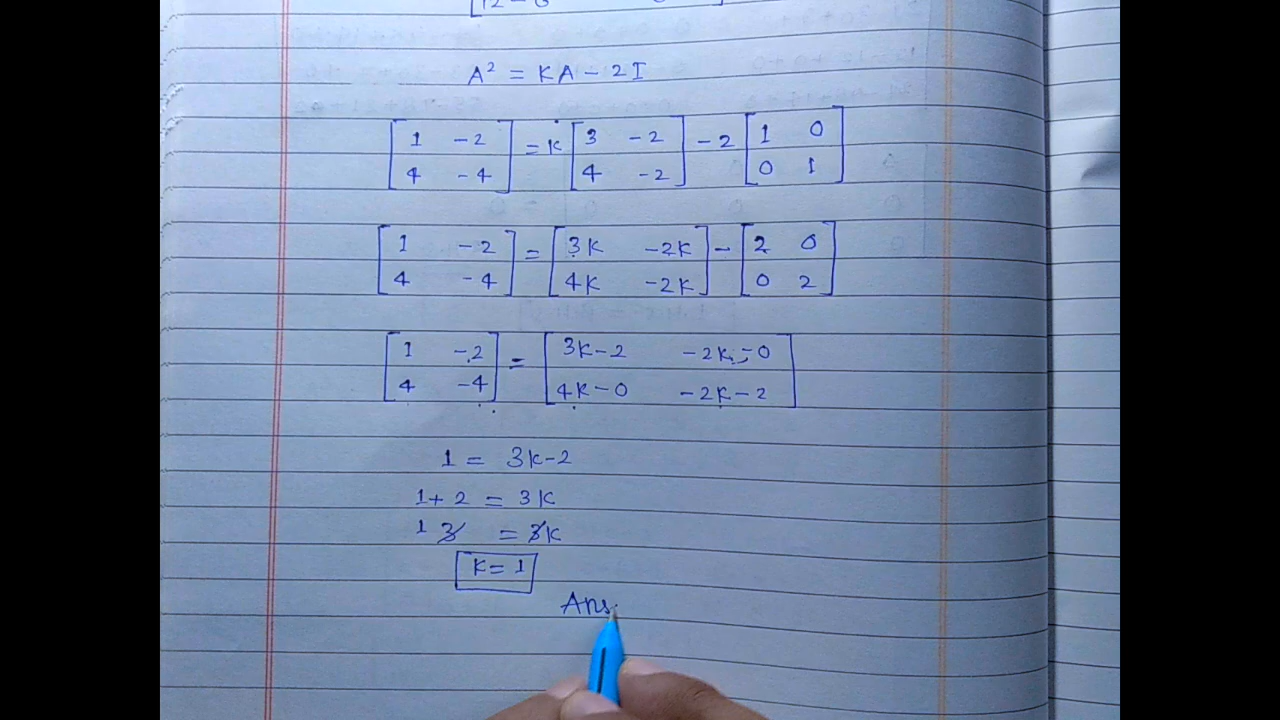 12 - 
A² = KA - 2I
[1 -2; 4 -4] = K [3 -2; 4 -2] - 2 [1 0; 0 1]
[1 -2; 4 -4] = [3K -2K; 4K -2K] - [2 0; 0 2]
[1 -2; 4 -4] = [3K-2 -2K-0; 4K-0 -2K-2]
1 = 3K-2
1+2 = 3K
1 3 = 3K
K=1
Ans.